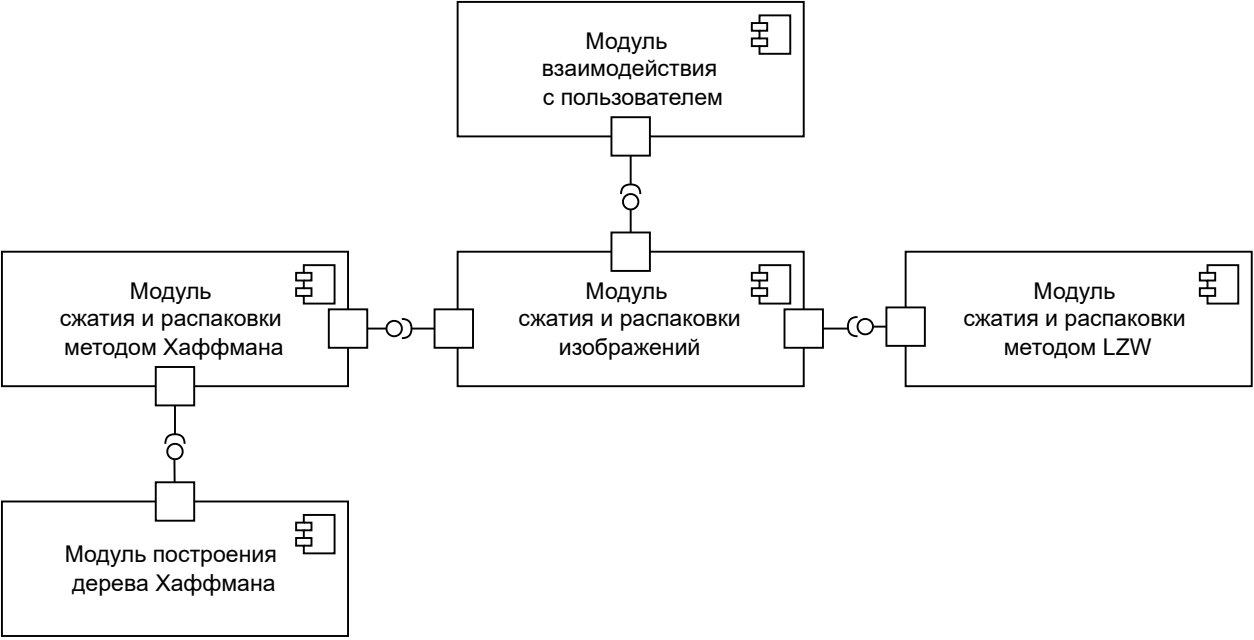 Модуль
взаимодействия
с пользователем
Модуль
сжатия и распаковки
методом Хаффмана
Модуль
сжатия и распаковки
изображений
Модуль
сжатия и распаковки
методом LZW
Модуль построения
дерева Хаффмана